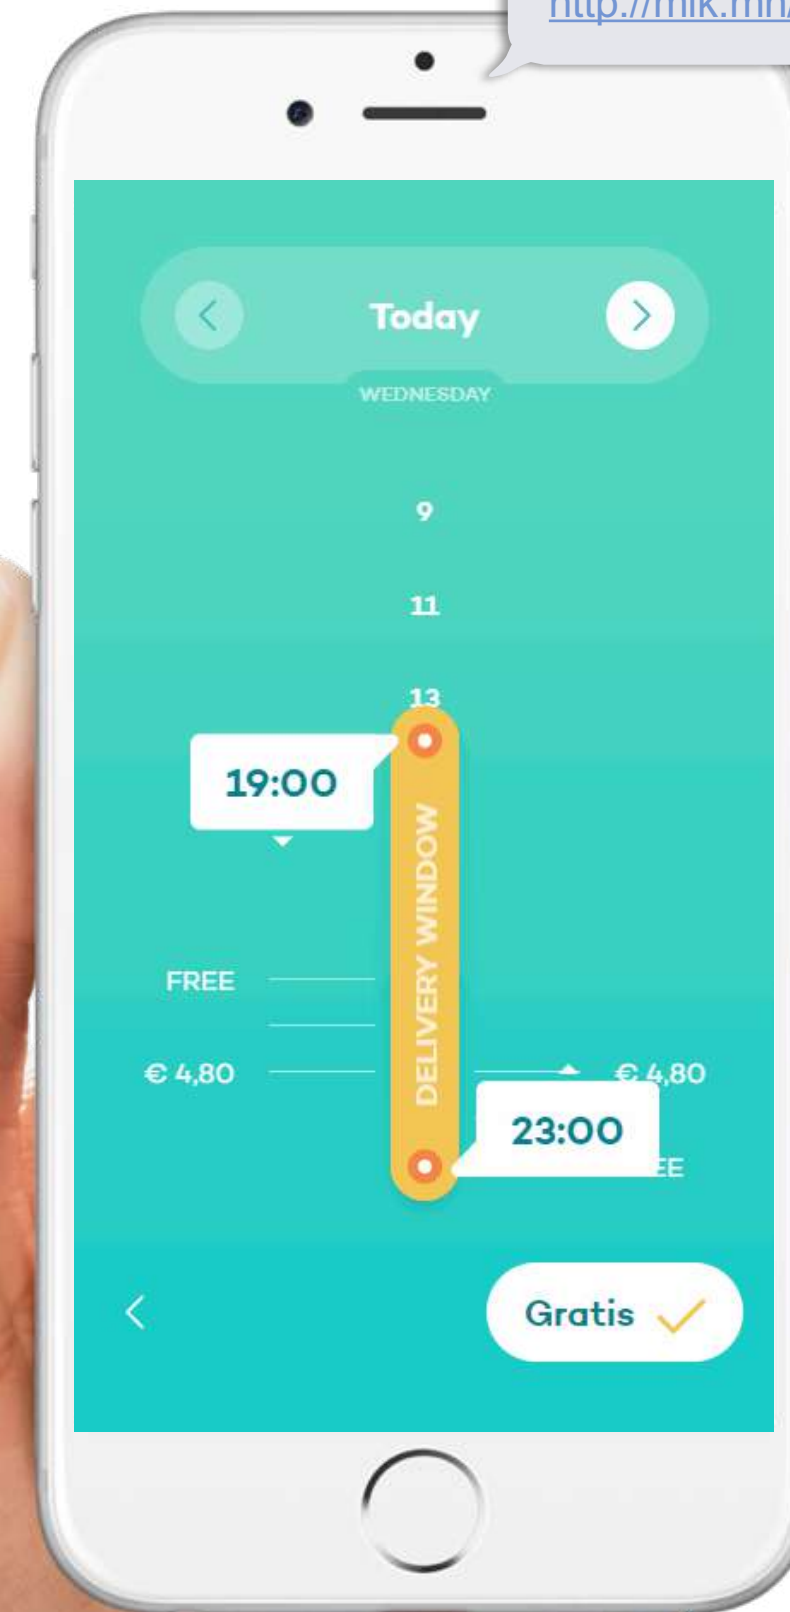 Today
WEDNESDAY
9
11
13
19:00
DELIVERY WINDOW
FREE
€ 4,80
€ 4,80
23:00
Gratis